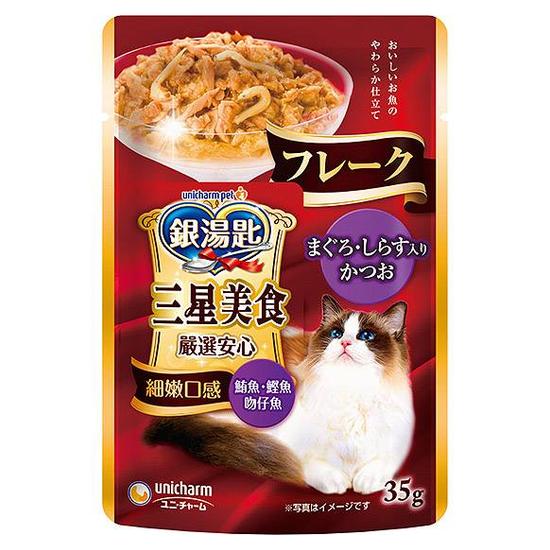 おいしいお魚の
やわらか仕立て
フレーク
unicharm pet
銀湯匙
三星美食
嚴選安心
細嫩口感
鮪魚・鰹魚
吻仔魚
まぐろ・しらす入り
かつお
unicharm
ユニ・チャーム
※写真はイメージです
35g